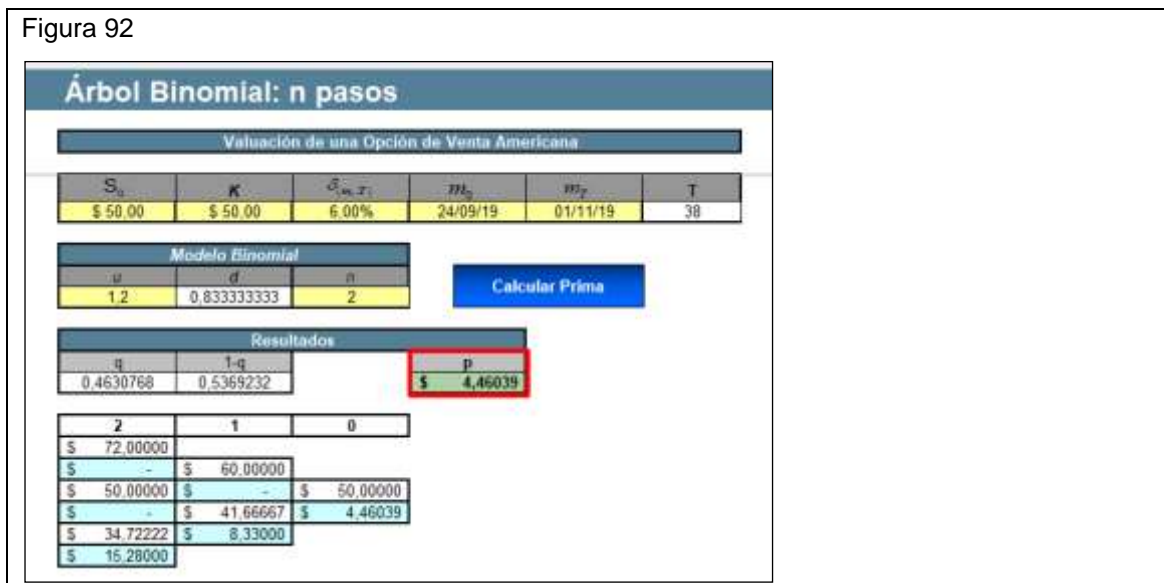 Figura 92
Árbol Binomial: n pasos
Valuación de una Opción de Venta Americana
S₀ K δ(m,T) m₀ m_T T
$ 50,00 $ 50,00 6,00% 24/09/19 01/11/19 38
Modelo Binomial
u d n
1,2 0,833333333 2
Calcular Prima
Resultados
q 1-q p
0,4630768 0,5369232 $ 4,46039
2 1 0
$ 72,00000
$ - $ 60,00000
$ 50,00000 $ - $ 50,00000
$ - $ 41,66667 $ 4,46039
$ 34,72222 $ 8,33000
$ 15,28000